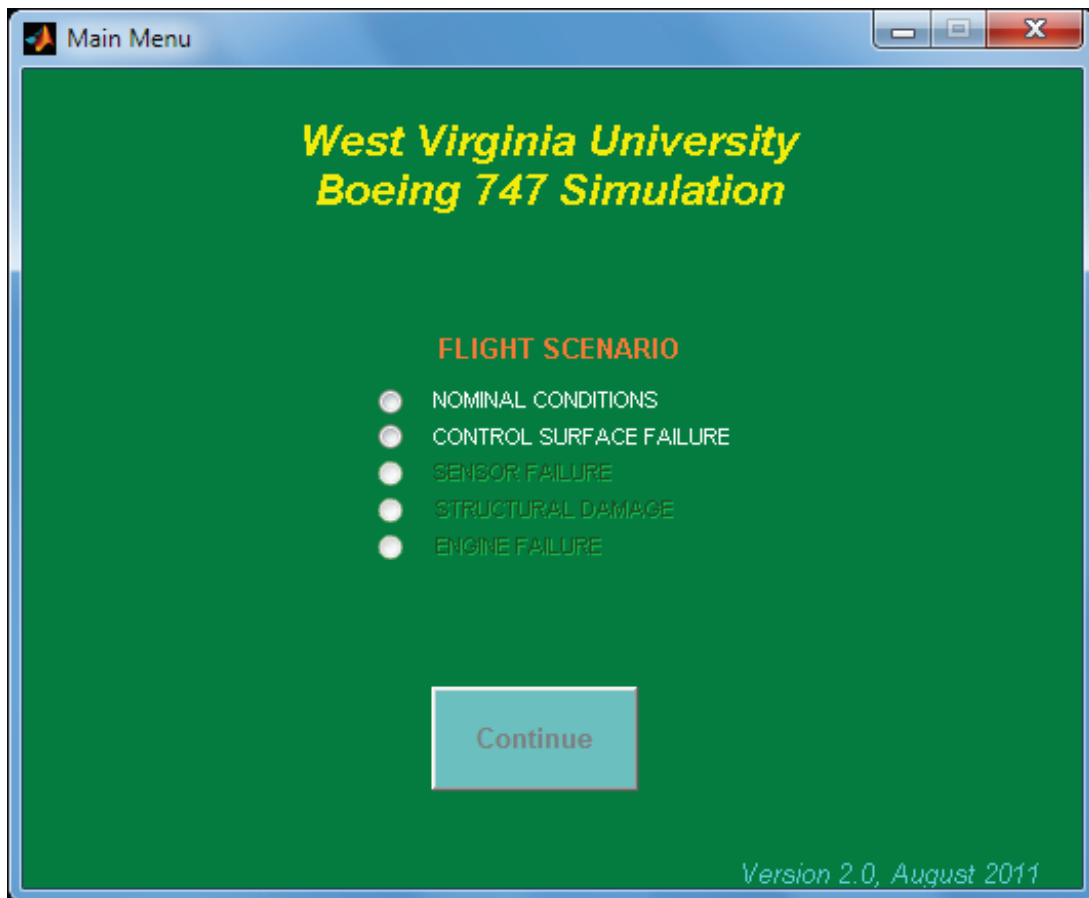 Main Menu
West Virginia University
Boeing 747 Simulation
FLIGHT SCENARIO
NOMINAL CONDITIONS
CONTROL SURFACE FAILURE
SENSOR FAILURE
STRUCTURAL DAMAGE
ENGINE FAILURE
Continue
Version 2.0, August 2011